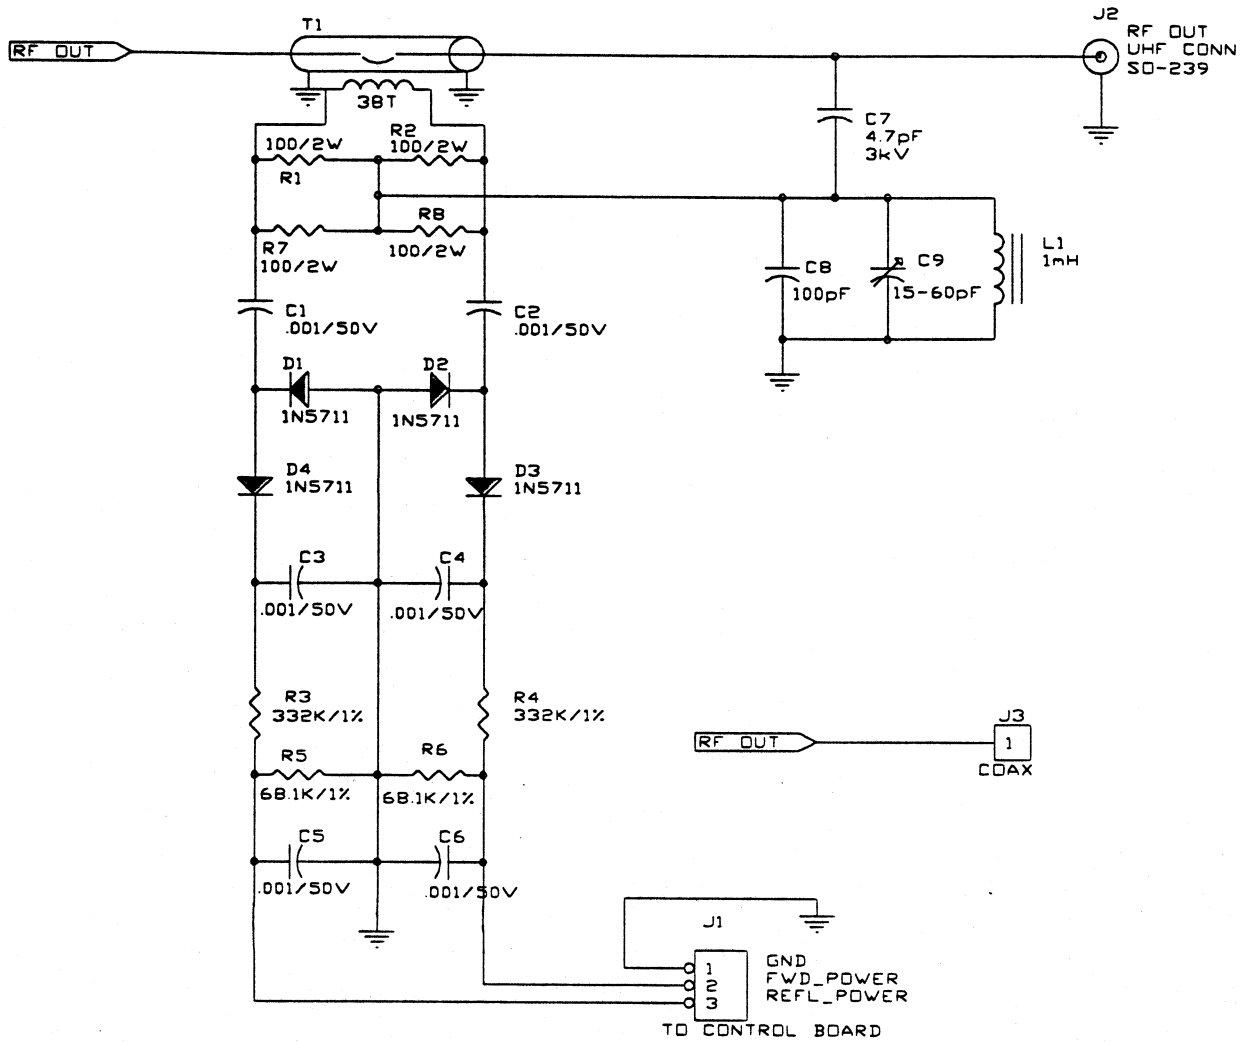 RF OUT
T1
J2
RF OUT
UHF CONN
SO-239
38T
R2
100/2W
100/2W
R1
C7
4.7pF
3kV
R8
R7
100/2W
100/2W
L1
1mH
C8
100pF
C9
15-60pF
C1
.001/50V
C2
.001/50V
D1
D2
1N5711
1N5711
D4
1N5711
D3
1N5711
C3
C4
.001/50V
.001/50V
R3
332K/1%
R4
332K/1%
J3
RF OUT
1
COAX
R5
R6
68.1K/1%
68.1K/1%
C5
C6
.001/50V
.001/50V
J1
1
GND
2
FWD_POWER
3
REFL_POWER
TO CONTROL BOARD